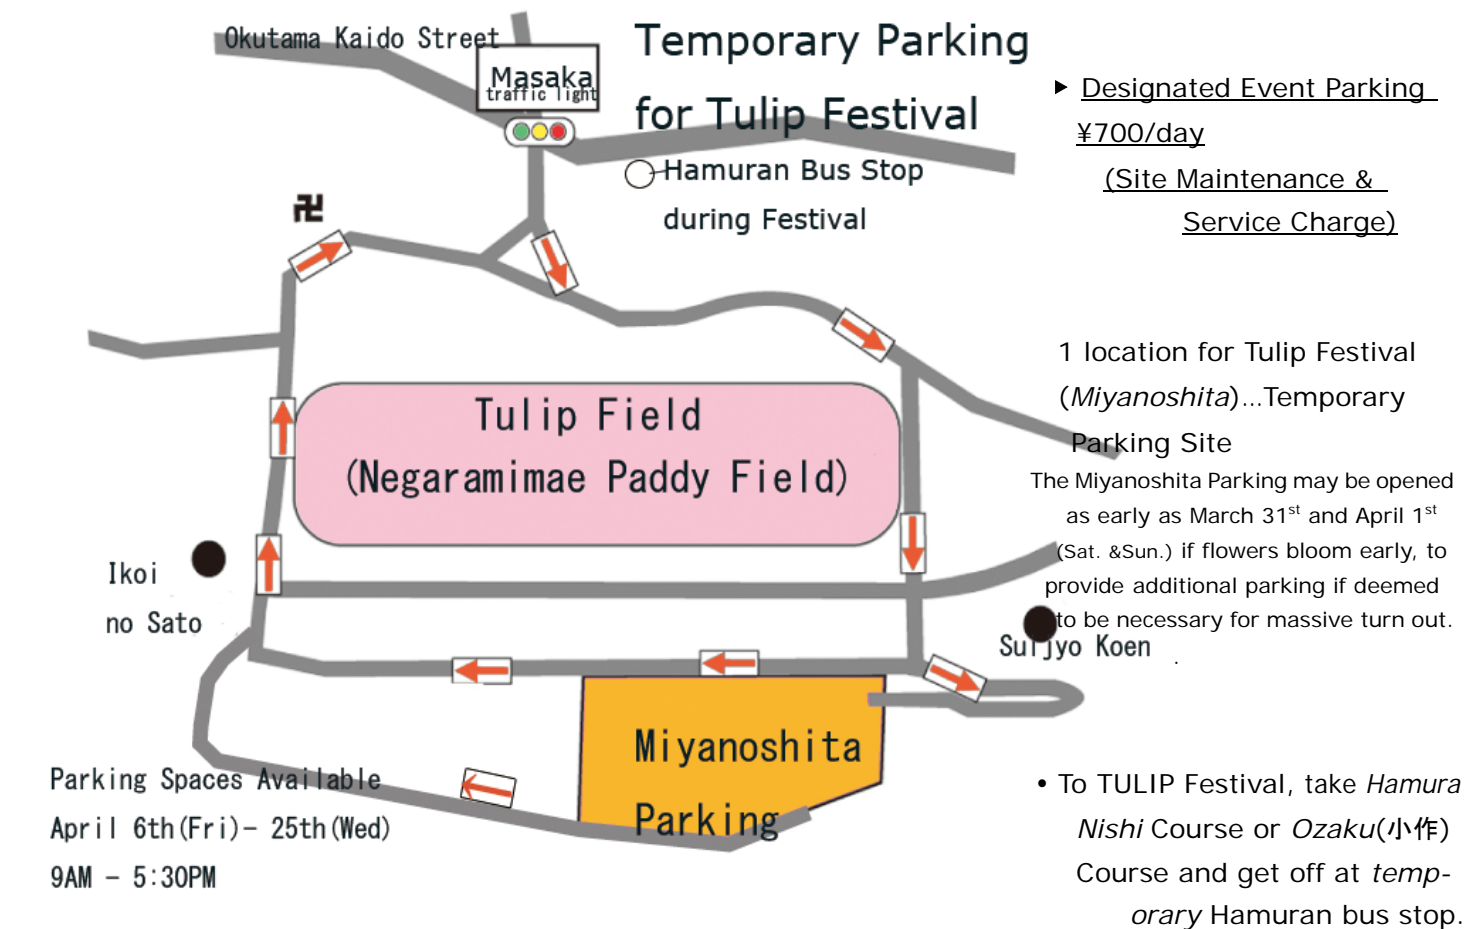 Okutama Kaido Street
Masaka
traffic light
Temporary Parking
for Tulip Festival
Hamuran Bus Stop
during Festival
卍
▶ Designated Event Parking
¥700/day
(Site Maintenance &
Service Charge)
1 location for Tulip Festival
(Miyanoshita)…Temporary
Parking Site
The Miyanoshita Parking may be opened
as early as March 31st and April 1st
(Sat. &Sun.) if flowers bloom early, to
provide additional parking if deemed
to be necessary for massive turn out.
.
Tulip Field
(Negaramimae Paddy Field)
Ikoi
no Sato
Suijyo Koen
Miyanoshita
Parking
Parking Spaces Available
April 6th(Fri)- 25th(Wed)
9AM - 5:30PM
• To TULIP Festival, take Hamura
Nishi Course or Ozaku(小作)
Course and get off at temp-
orary Hamuran bus stop.